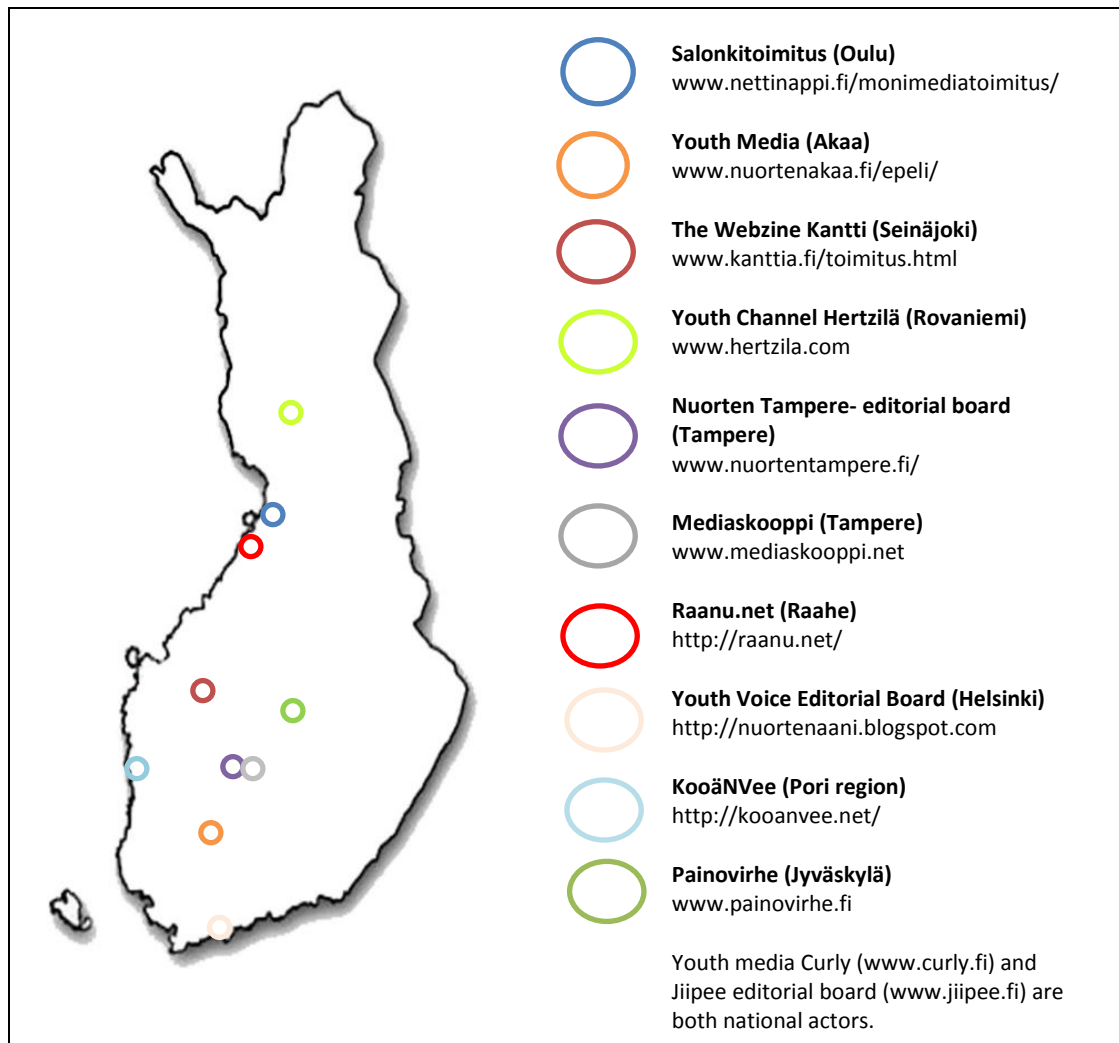 Salonkitoimitus (Oulu)
www.nettinappi.fi/monimediatoimitus/
Youth Media (Akaa)
www.nuortenakaa.fi/epeli/
The Webzine Kantti (Seinäjoki)
www.kanttia.fi/toimitus.html
Youth Channel Hertzilä (Rovaniemi)
www.hertzila.com
Nuorten Tampere- editorial board
(Tampere)
www.nuortentampere.fi/
Mediaskooppi (Tampere)
www.mediaskooppi.net
Raanu.net (Raahe)
http://raanu.net/
Youth Voice Editorial Board (Helsinki)
http://nuortenaani.blogspot.com
KooäNVee (Pori region)
http://kooanvee.net/
Painovirhe (Jyväskylä)
www.painovirhe.fi
Youth media Curly (www.curly.fi) and
Jiipee editorial board (www.jiipee.fi) are
both national actors.